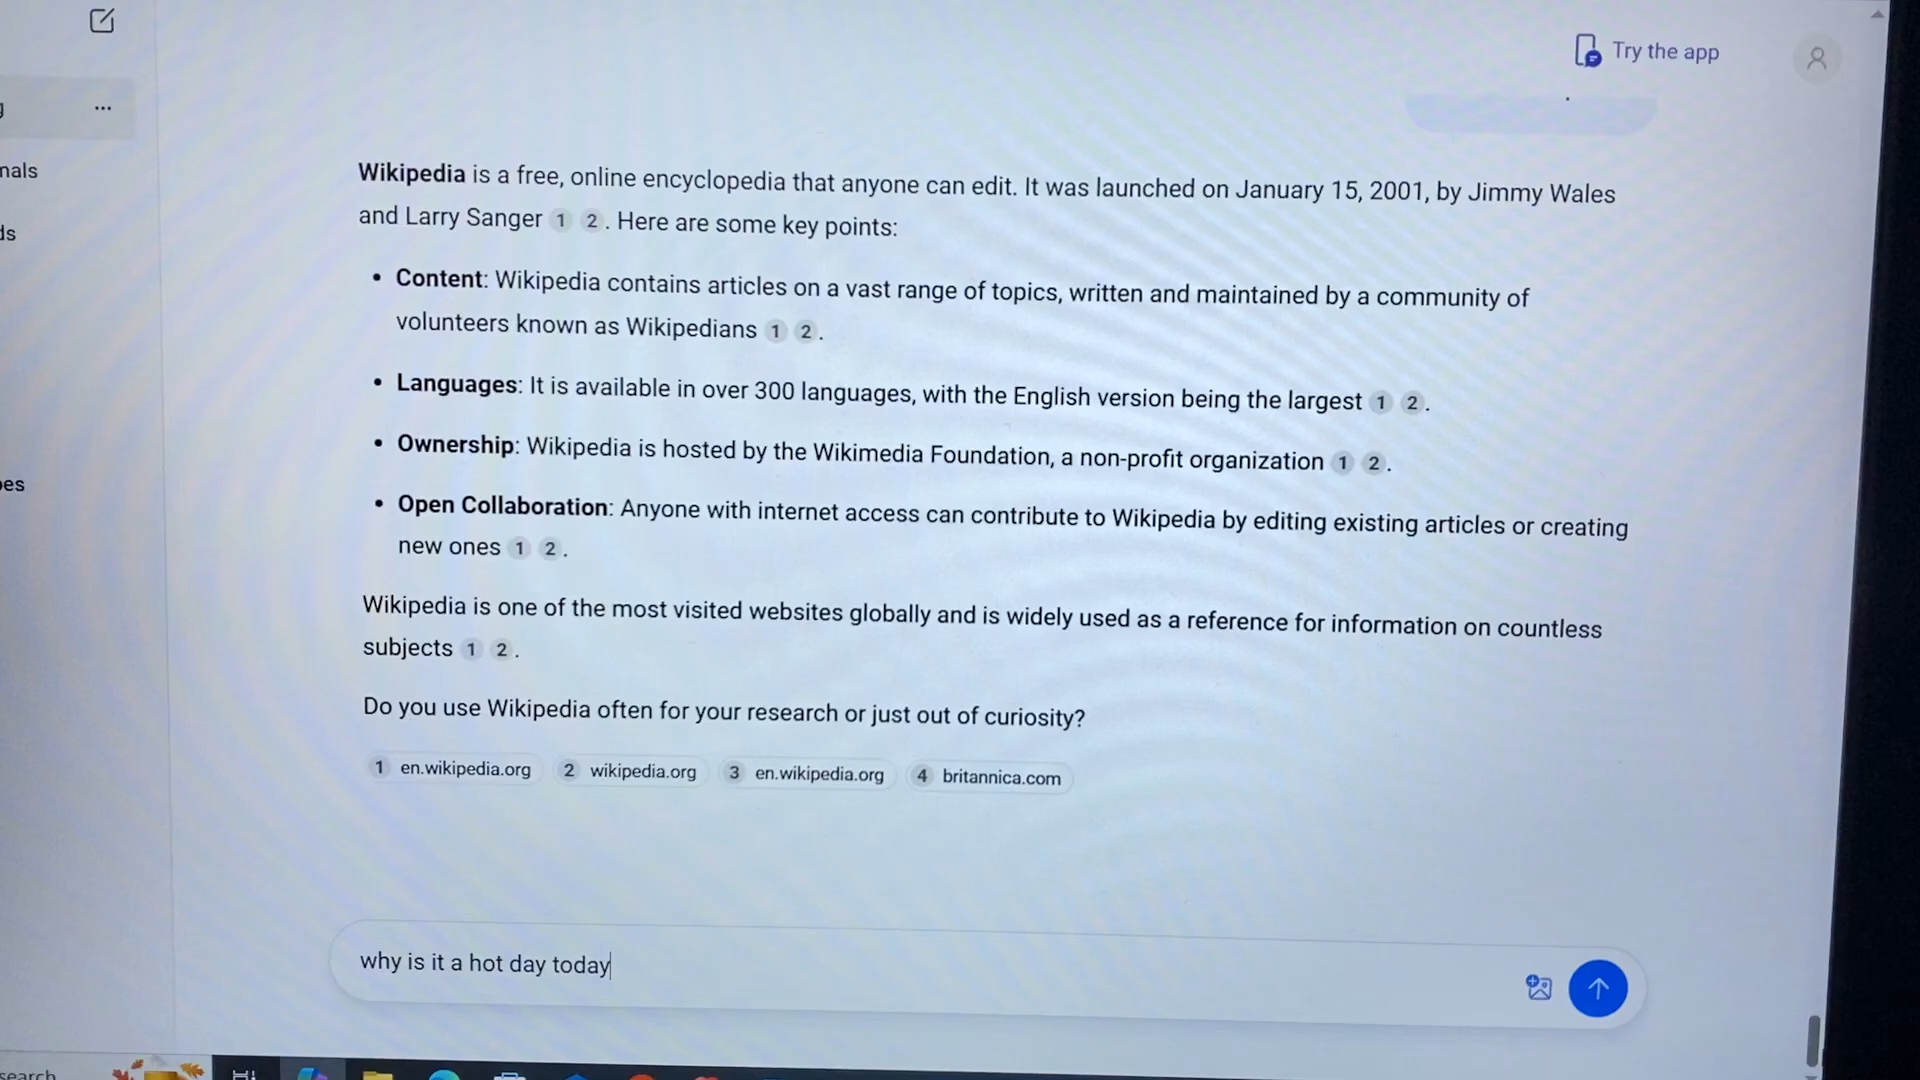 Try the app
...
nals
ds
pes
Wikipedia is a free, online encyclopedia that anyone can edit. It was launched on January 15, 2001, by Jimmy Wales
and Larry Sanger 1 2 . Here are some key points:
• Content: Wikipedia contains articles on a vast range of topics, written and maintained by a community of
volunteers known as Wikipedians 1 2 .
• Languages: It is available in over 300 languages, with the English version being the largest 1 2 .
• Ownership: Wikipedia is hosted by the Wikimedia Foundation, a non-profit organization 1 2 .
• Open Collaboration: Anyone with internet access can contribute to Wikipedia by editing existing articles or creating
new ones 1 2 .
Wikipedia is one of the most visited websites globally and is widely used as a reference for information on countless
subjects 1 2 .
Do you use Wikipedia often for your research or just out of curiosity?
1 en.wikipedia.org 2 wikipedia.org 3 en.wikipedia.org 4 britannica.com
why is it a hot day today
search